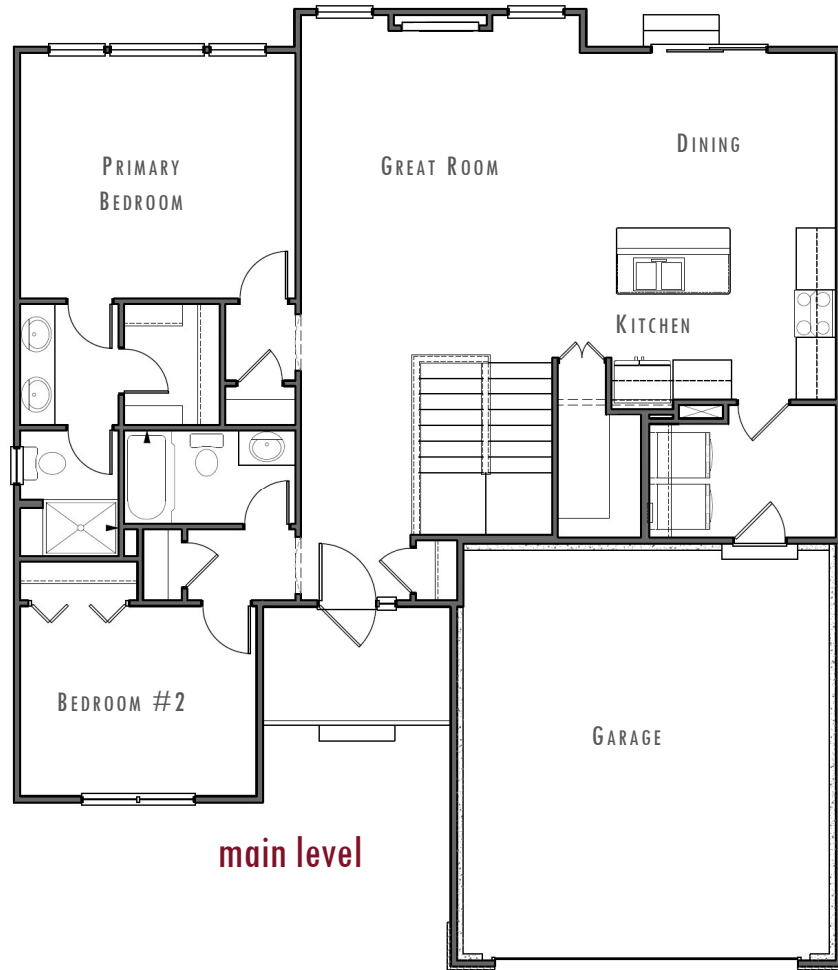 Primary
Bedroom
Great Room
Dining
Kitchen
Bedroom #2
Garage
main level